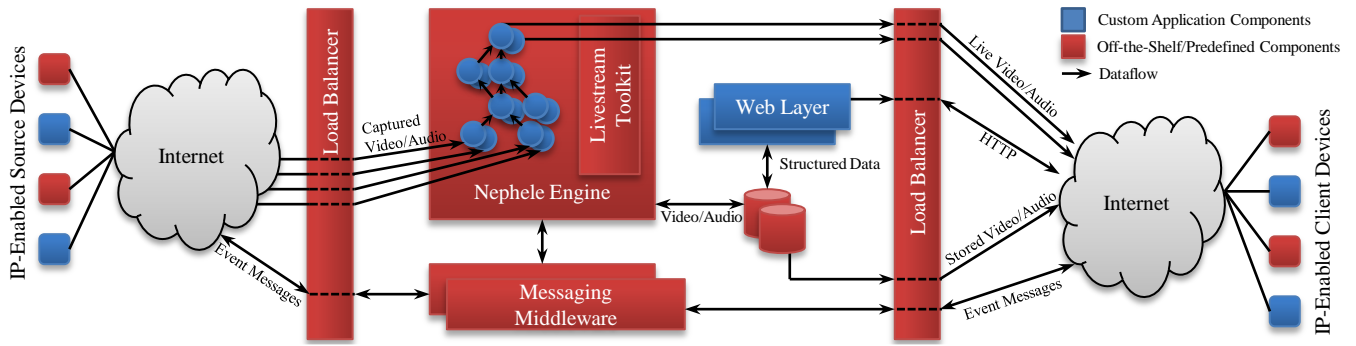 IP-Enabled Source Devices
Internet
Load Balancer
Captured
Video/Audio
Event Messages
Livestream
Toolkit
Nephele Engine
Messaging
Middleware
Web Layer
Structured Data
Video/Audio
Load Balancer
Live Video/Audio
HTTP
Stored Video/Audio
Event Messages
Internet
IP-Enabled Client Devices
Custom Application Components
Off-the-Shelf/Predefined Components
Dataflow